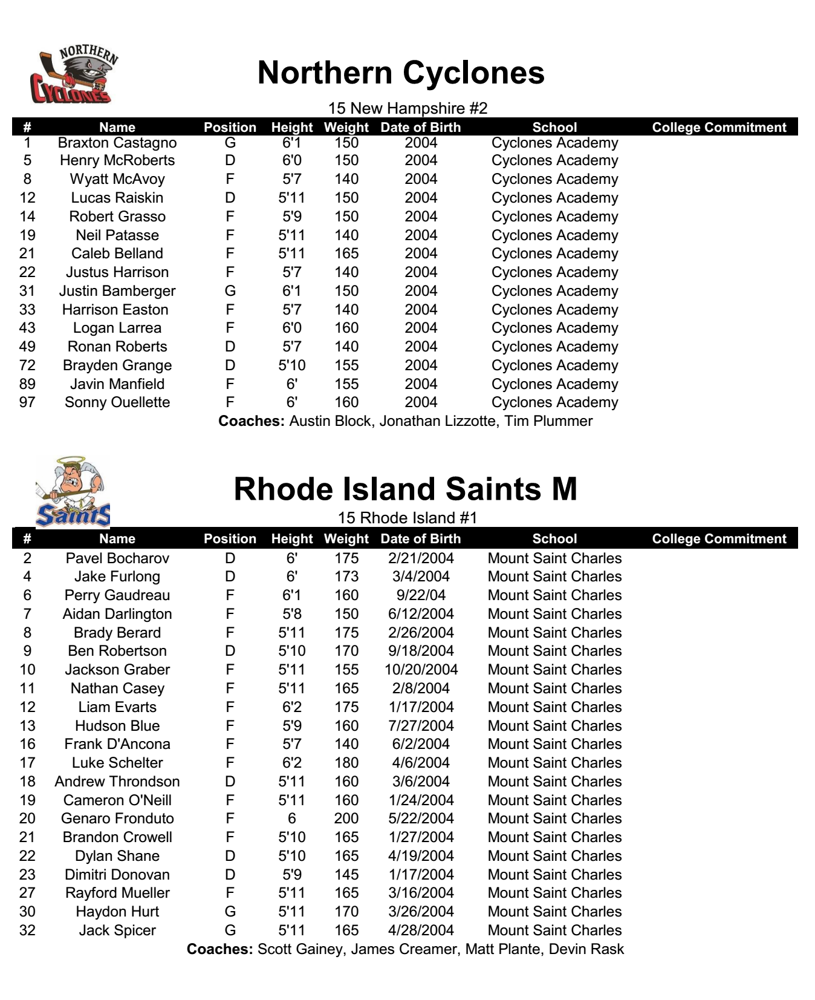 NORTHERN
CYCLONES
Northern Cyclones
15 New Hampshire #2
# Name Position Height Weight Date of Birth School College Commitment
1 Braxton Castagno G 6'1 150 2004 Cyclones Academy
5 Henry McRoberts D 6'0 150 2004 Cyclones Academy
8 Wyatt McAvoy F 5'7 140 2004 Cyclones Academy
12 Lucas Raiskin D 5'11 150 2004 Cyclones Academy
14 Robert Grasso F 5'9 150 2004 Cyclones Academy
19 Neil Patasse F 5'11 140 2004 Cyclones Academy
21 Caleb Belland F 5'11 165 2004 Cyclones Academy
22 Justus Harrison F 5'7 140 2004 Cyclones Academy
31 Justin Bamberger G 6'1 150 2004 Cyclones Academy
33 Harrison Easton F 5'7 140 2004 Cyclones Academy
43 Logan Larrea F 6'0 160 2004 Cyclones Academy
49 Ronan Roberts D 5'7 140 2004 Cyclones Academy
72 Brayden Grange D 5'10 155 2004 Cyclones Academy
89 Javin Manfield F 6' 155 2004 Cyclones Academy
97 Sonny Ouellette F 6' 160 2004 Cyclones Academy
Coaches: Austin Block, Jonathan Lizzotte, Tim Plummer
Saints
Rhode Island Saints M
15 Rhode Island #1
# Name Position Height Weight Date of Birth School College Commitment
2 Pavel Bocharov D 6' 175 2/21/2004 Mount Saint Charles
4 Jake Furlong D 6' 173 3/4/2004 Mount Saint Charles
6 Perry Gaudreau F 6'1 160 9/22/04 Mount Saint Charles
7 Aidan Darlington F 5'8 150 6/12/2004 Mount Saint Charles
8 Brady Berard F 5'11 175 2/26/2004 Mount Saint Charles
9 Ben Robertson D 5'10 170 9/18/2004 Mount Saint Charles
10 Jackson Graber F 5'11 155 10/20/2004 Mount Saint Charles
11 Nathan Casey F 5'11 165 2/8/2004 Mount Saint Charles
12 Liam Evarts F 6'2 175 1/17/2004 Mount Saint Charles
13 Hudson Blue F 5'9 160 7/27/2004 Mount Saint Charles
16 Frank D'Ancona F 5'7 140 6/2/2004 Mount Saint Charles
17 Luke Schelter F 6'2 180 4/6/2004 Mount Saint Charles
18 Andrew Throndson D 5'11 160 3/6/2004 Mount Saint Charles
19 Cameron O'Neill F 5'11 160 1/24/2004 Mount Saint Charles
20 Genaro Fronduto F 6 200 5/22/2004 Mount Saint Charles
21 Brandon Crowell F 5'10 165 1/27/2004 Mount Saint Charles
22 Dylan Shane D 5'10 165 4/19/2004 Mount Saint Charles
23 Dimitri Donovan D 5'9 145 1/17/2004 Mount Saint Charles
27 Rayford Mueller F 5'11 165 3/16/2004 Mount Saint Charles
30 Haydon Hurt G 5'11 170 3/26/2004 Mount Saint Charles
32 Jack Spicer G 5'11 165 4/28/2004 Mount Saint Charles
Coaches: Scott Gainey, James Creamer, Matt Plante, Devin Rask